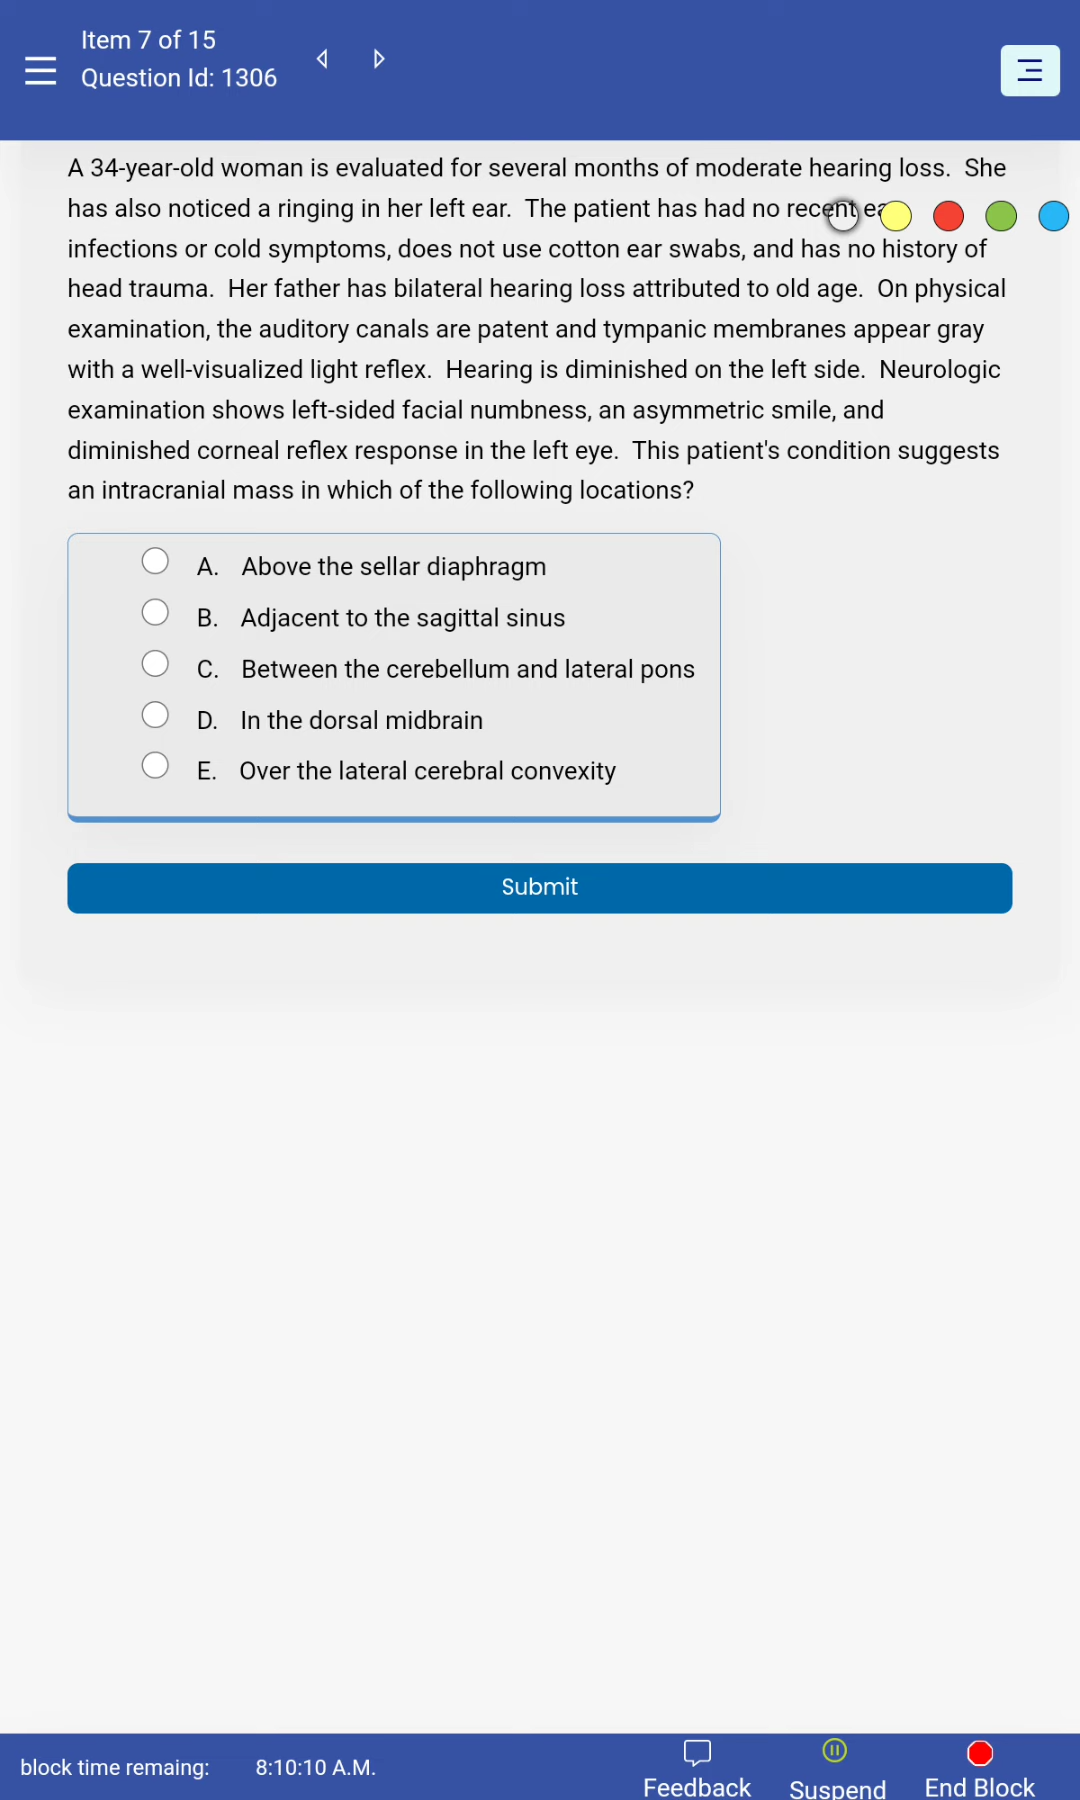 Item 7 of 15
Question Id: 1306
A 34-year-old woman is evaluated for several months of moderate hearing loss. She
has also noticed a ringing in her left ear. The patient has had no recent
infections or cold symptoms, does not use cotton ear swabs, and has no history of
head trauma. Her father has bilateral hearing loss attributed to old age. On physical
examination, the auditory canals are patent and tympanic membranes appear gray
with a well-visualized light reflex. Hearing is diminished on the left side. Neurologic
examination shows left-sided facial numbness, an asymmetric smile, and
diminished corneal reflex response in the left eye. This patient's condition suggests
an intracranial mass in which of the following locations?
A. Above the sellar diaphragm
B. Adjacent to the sagittal sinus
C. Between the cerebellum and lateral pons
D. In the dorsal midbrain
E. Over the lateral cerebral convexity
Submit
block time remaing: 8:10:10 A.M.
Feedback Suspend End Block